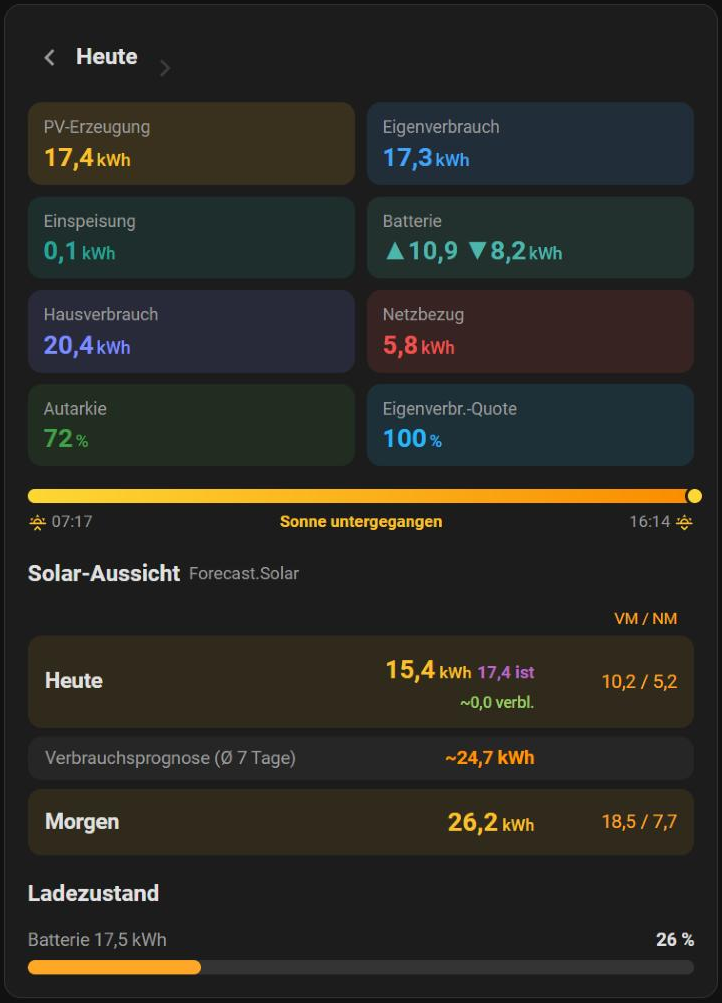 Heute
PV-Erzeugung
17,4 kWh
Eigenverbrauch
17,3 kWh
Einspeisung
0,1 kWh
Batterie
▲10,9 ▼8,2 kWh
Hausverbrauch
20,4 kWh
Netzbezug
5,8 kWh
Autarkie
72 %
Eigenverbr.-Quote
100 %
07:17
Sonne untergegangen
16:14
Solar-Aussicht Forecast.Solar
VM / NM
Heute
15,4 kWh 17,4 ist
~0,0 verbl.
10,2 / 5,2
Verbrauchsprognose (Ø 7 Tage)
~24,7 kWh
Morgen
26,2 kWh
18,5 / 7,7
Ladezustand
Batterie 17,5 kWh
26 %